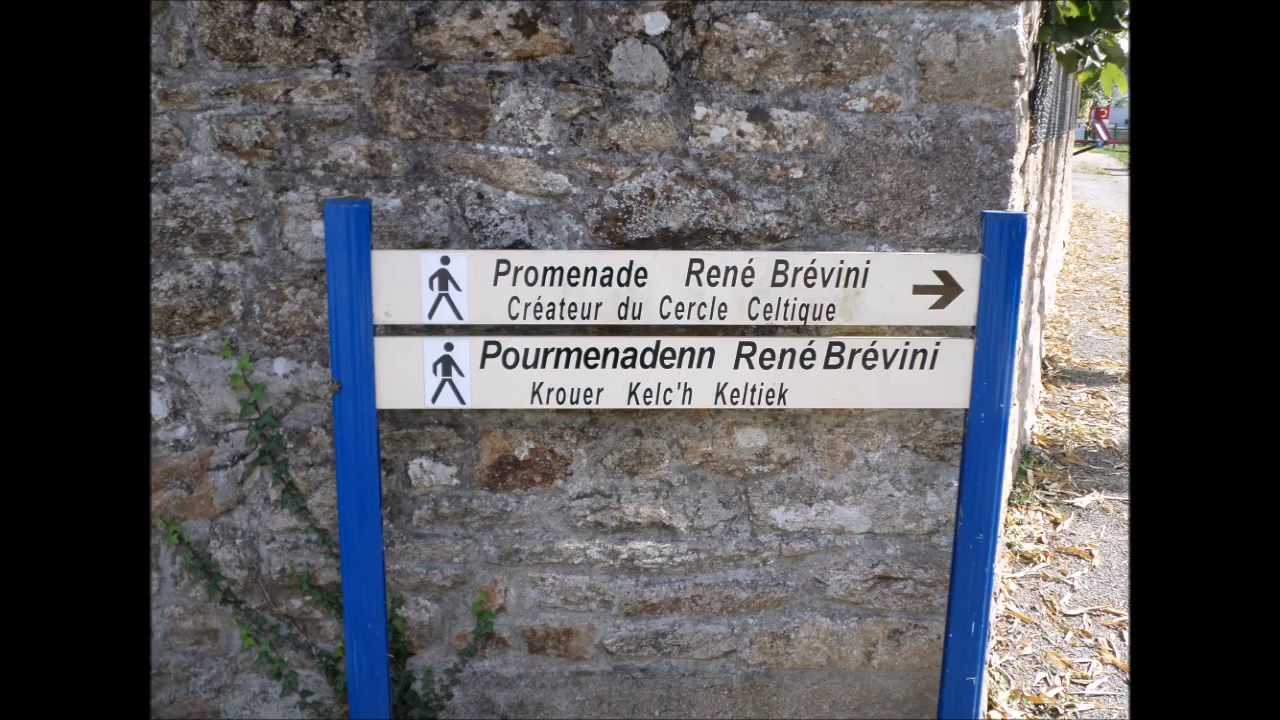 Promenade René Brévini
Créateur du Cercle Celtique
Pourmenadenn René Brévini
Krouer Kelc'h Keltiek